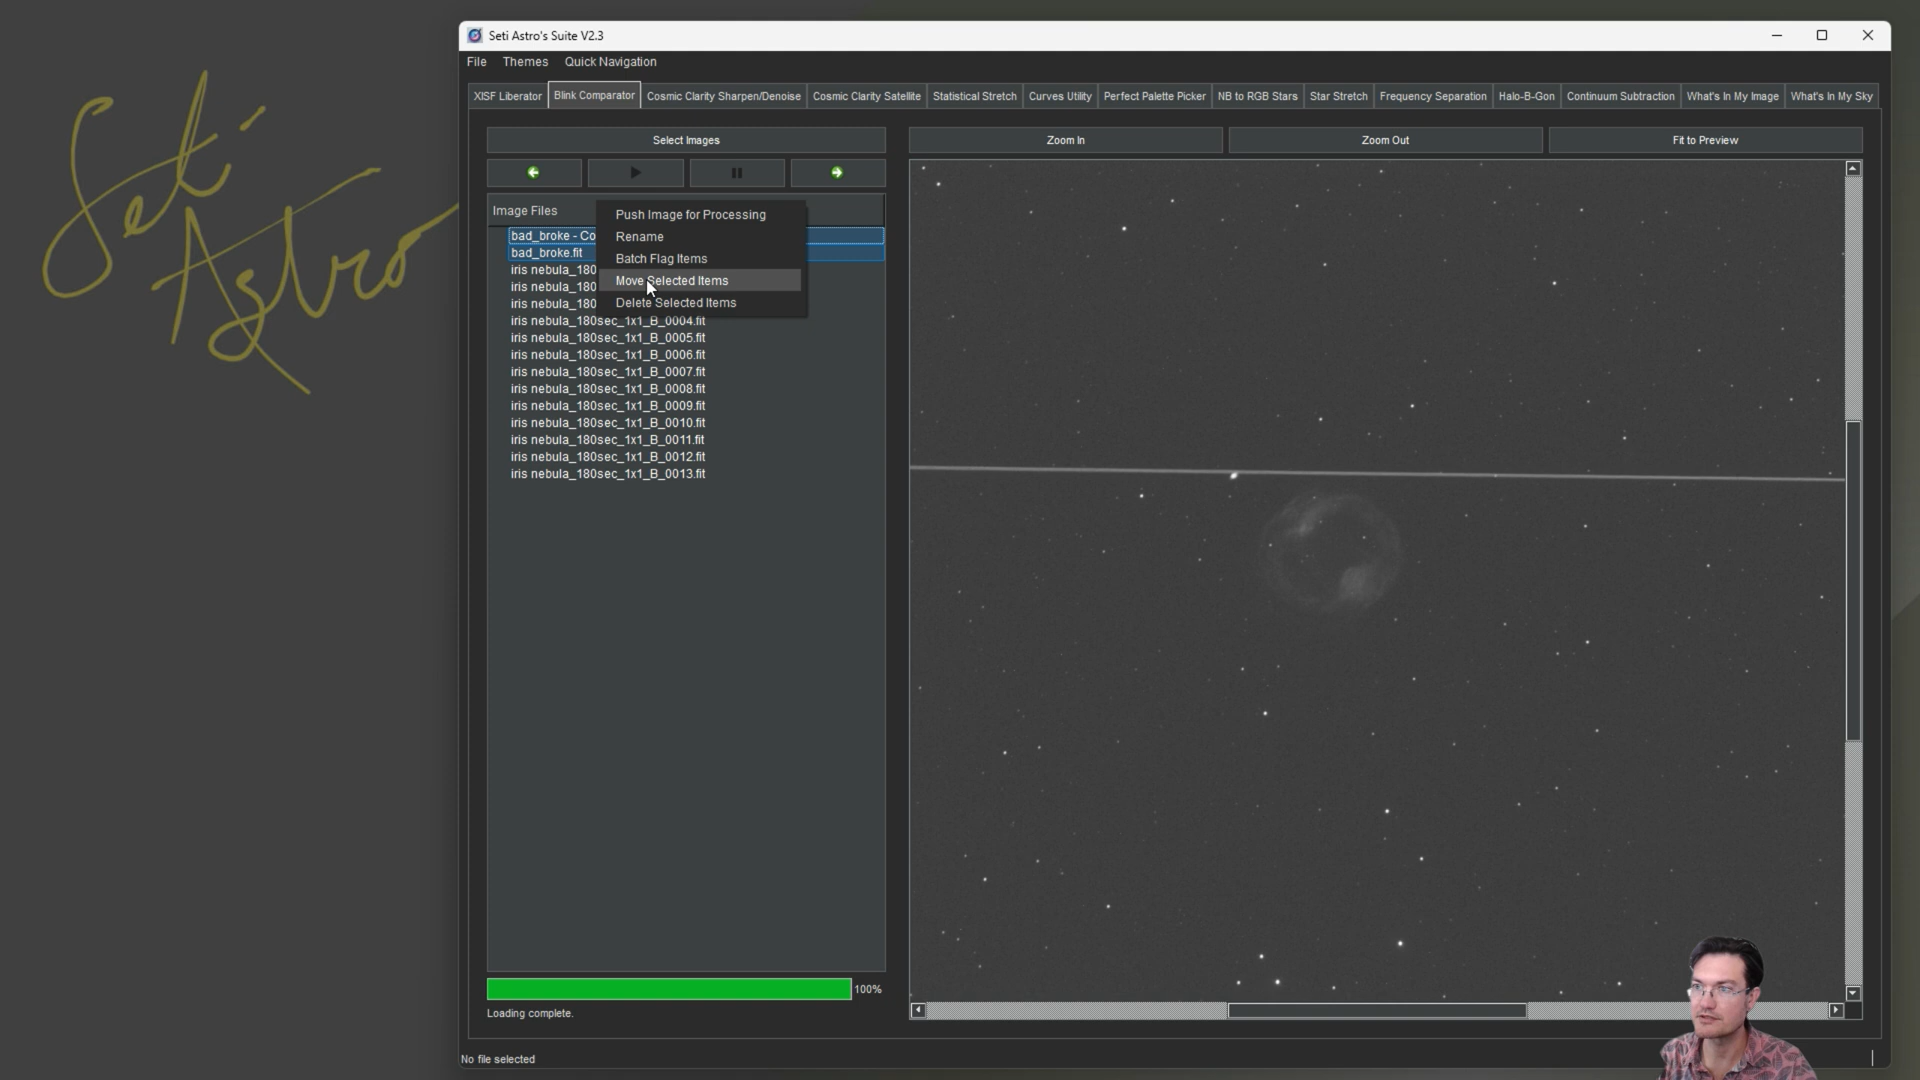 Seti Astro
Seti Astro's Suite V2.3
File Themes Quick Navigation
XISF Liberator Blink Comparator Cosmic Clarity Sharpen/Denoise Cosmic Clarity Satellite Statistical Stretch Curves Utility Perfect Palette Picker NB to RGB Stars Star Stretch Frequency Separation Halo-B-Gon Continuum Subtraction What's In My Image What's In My Sky
Select Images
Zoom In Zoom Out Fit to Preview
Image Files
Push Image for Processing
Rename
Batch Flag Items
Move Selected Items
Delete Selected Items
bad_broke - Co
bad_broke.fit
iris nebula_180
iris nebula_180
iris nebula_180
iris nebula_180sec_1x1_B_0004.fit
iris nebula_180sec_1x1_B_0005.fit
iris nebula_180sec_1x1_B_0006.fit
iris nebula_180sec_1x1_B_0007.fit
iris nebula_180sec_1x1_B_0008.fit
iris nebula_180sec_1x1_B_0009.fit
iris nebula_180sec_1x1_B_0010.fit
iris nebula_180sec_1x1_B_0011.fit
iris nebula_180sec_1x1_B_0012.fit
iris nebula_180sec_1x1_B_0013.fit
100%
Loading complete.
No file selected